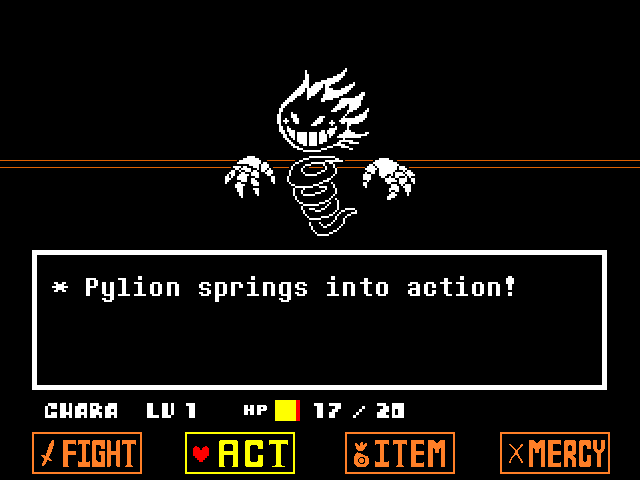 * Pylion springs into action!
CHARA LV 1 HP 17 / 20
FIGHT ACT ITEM MERCY